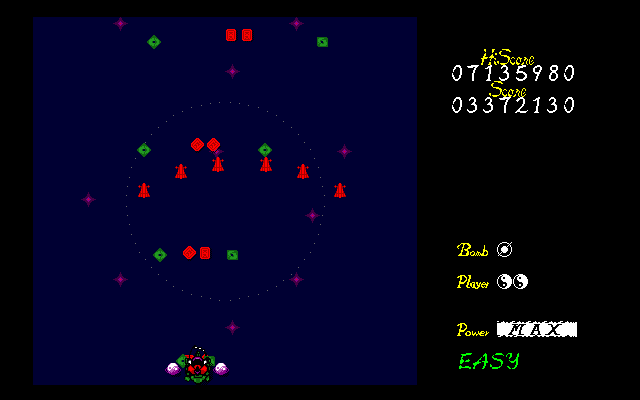 HiScore
07135980
Score
03372130
Bomb
Player
Power MAX
EASY